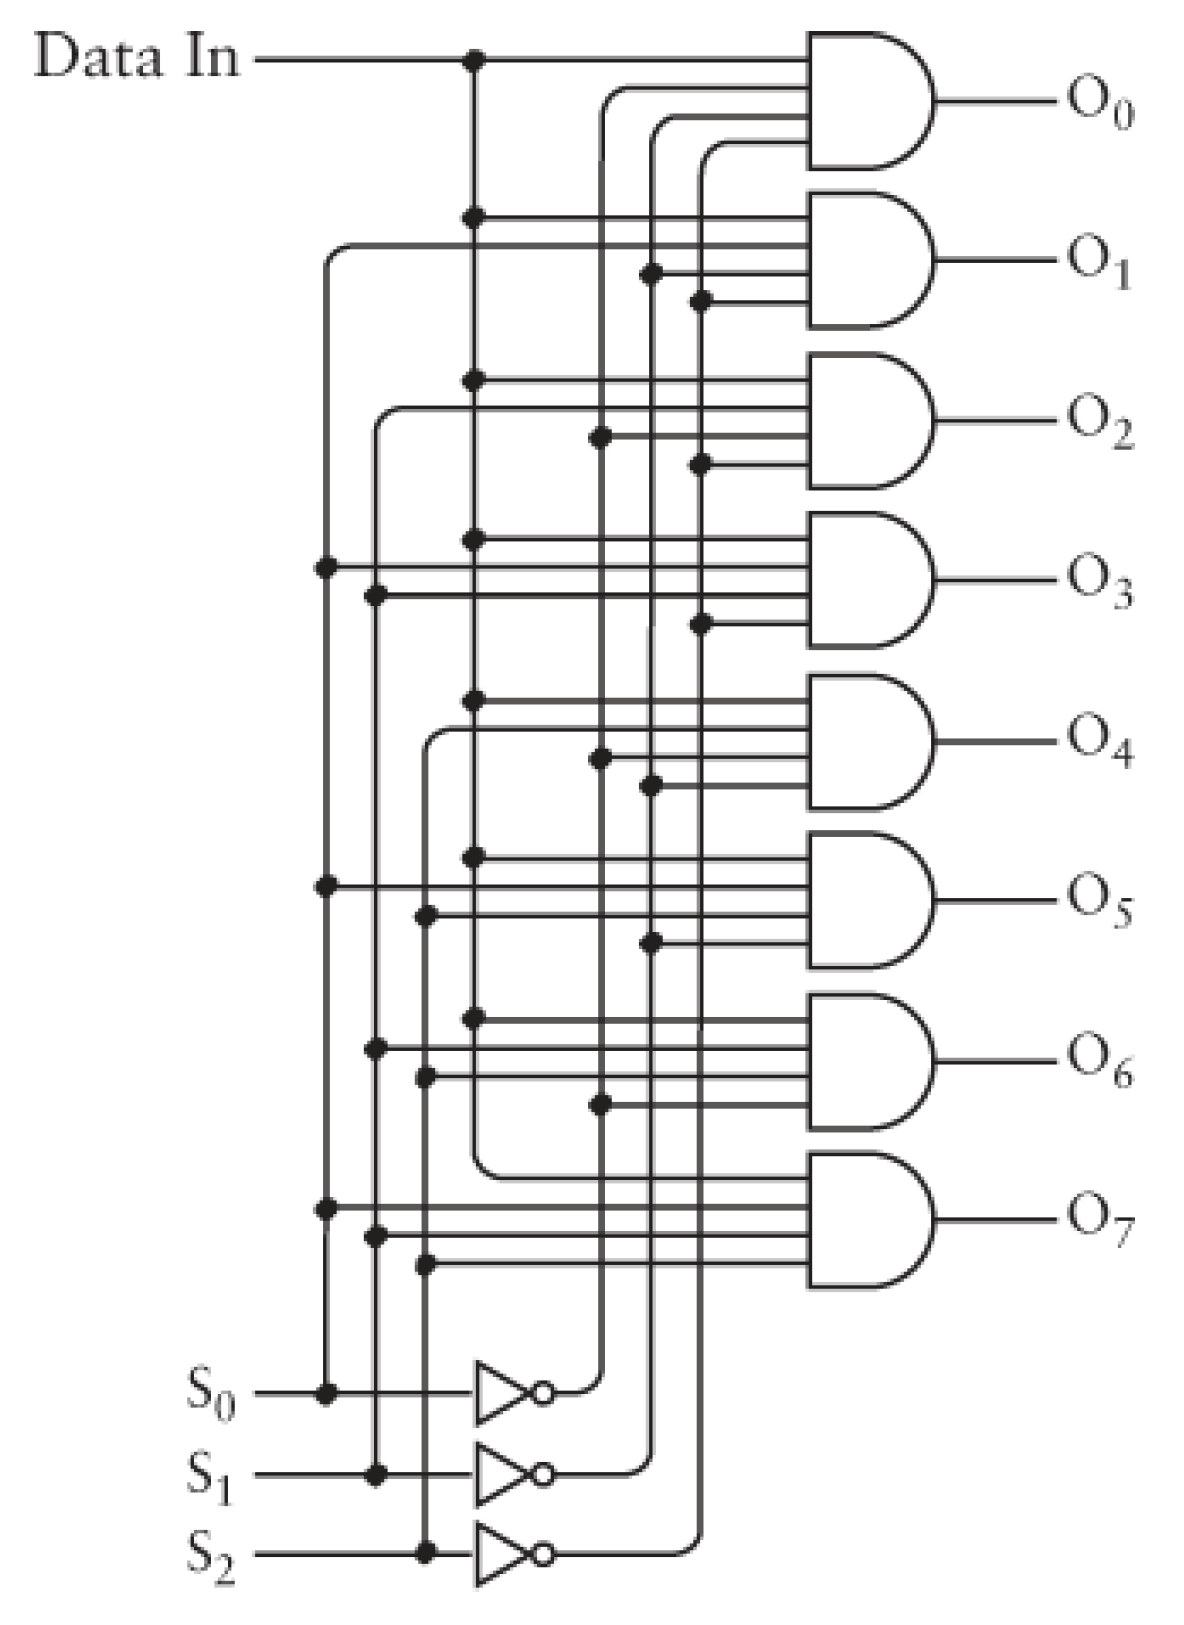 Data In
O₀
O₁
O₂
O₃
O₄
O₅
O₆
O₇
S₀
S₁
S₂